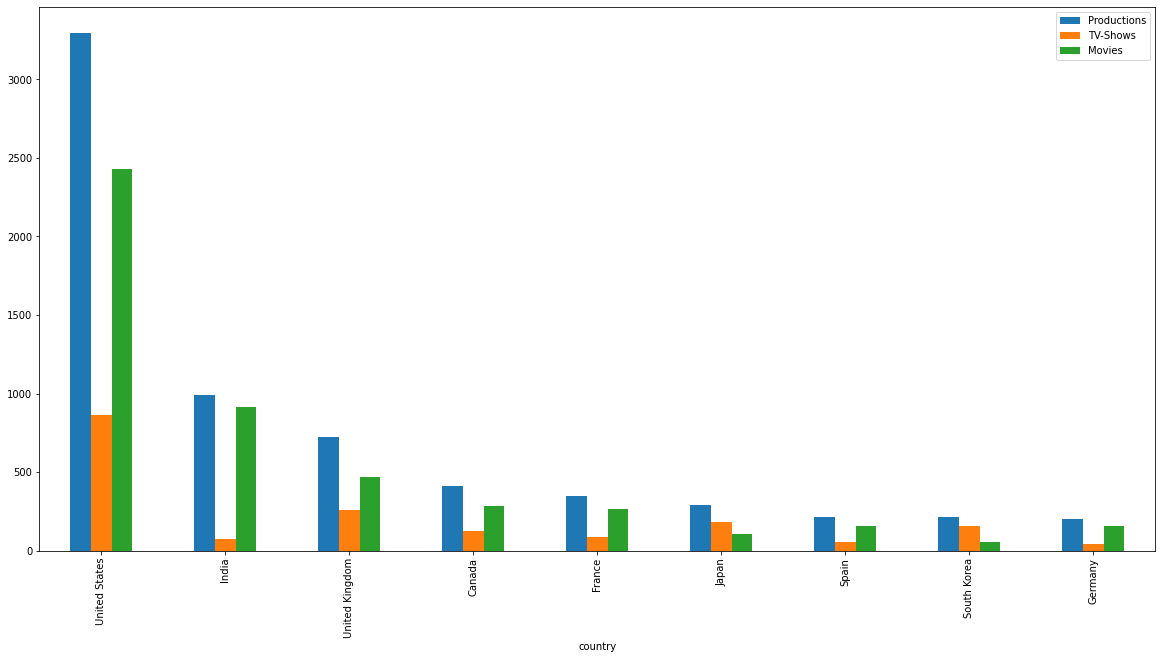 Productions
TV-Shows
Movies
3000
2500
2000
1500
1000
500
0
United States
India
United Kingdom
Canada
France
Japan
Spain
South Korea
Germany
country